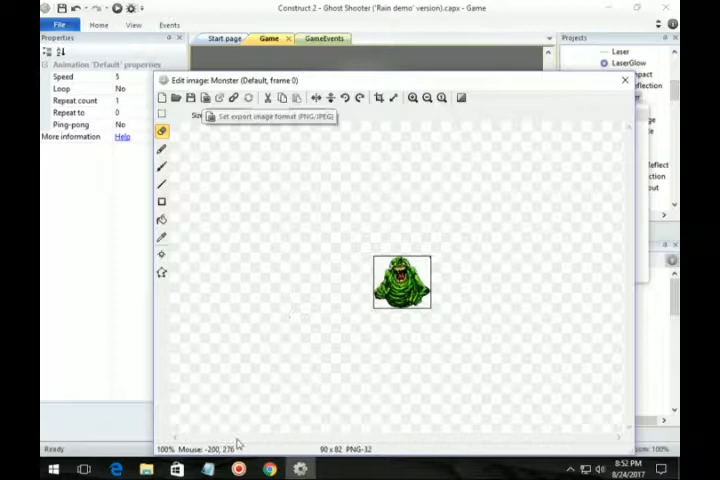 Construct 2 - Ghost Shooter ('Rain demo' version).capx - Game
File
Home
View
Events
Properties
Start page
Game
GameEvents
Projects
Animation 'Default' properties
Speed 5
Loop No
Repeat count 1
Repeat to 0
Ping-pong No
More information Help
Laser
LaserGlow
Edit image: Monster (Default, frame 0)
Set export image format (PNG/JPEG)
100% Mouse: -200, 276
90 x 82 PNG-32
Ready
8:52 PM
8/24/2017